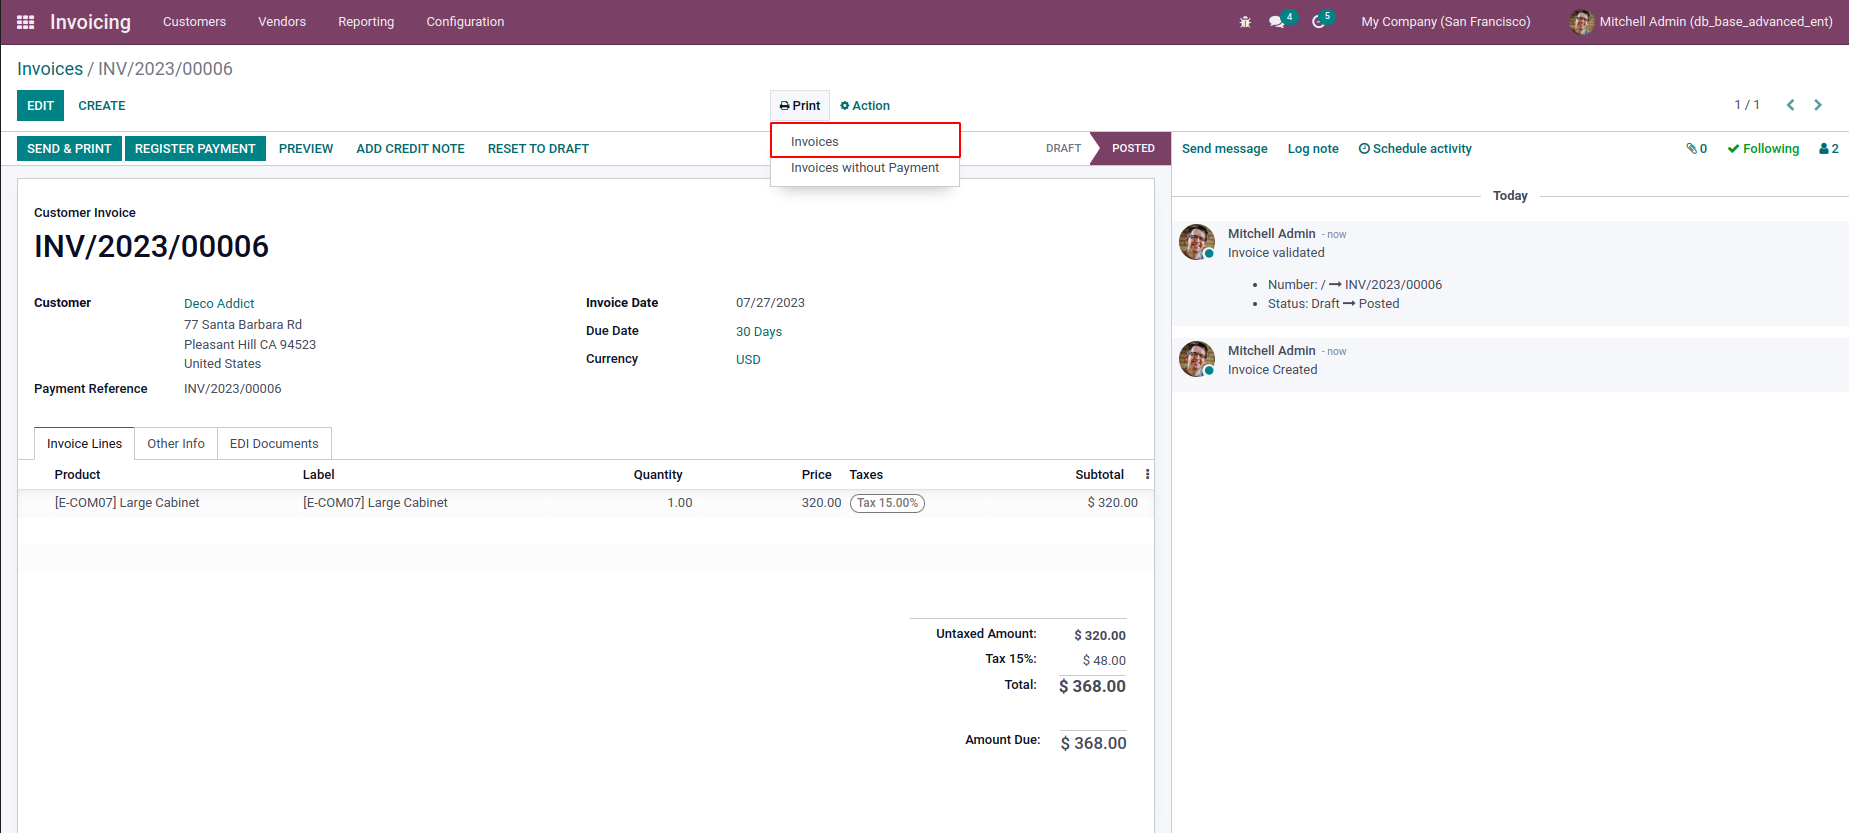 Invoicing Customers Vendors Reporting Configuration 4 5 My Company (San Francisco) Mitchell Admin (db_base_advanced_ent)
Invoices / INV/2023/00006
EDIT CREATE Print Action 1 / 1
Invoices
Invoices without Payment
SEND & PRINT REGISTER PAYMENT PREVIEW ADD CREDIT NOTE RESET TO DRAFT DRAFT POSTED
Send message Log note Schedule activity 0 Following 2
Customer Invoice
INV/2023/00006
Customer Deco Addict
77 Santa Barbara Rd
Pleasant Hill CA 94523
United States
Payment Reference INV/2023/00006
Invoice Date 07/27/2023
Due Date 30 Days
Currency USD
Invoice Lines Other Info EDI Documents
Product Label Quantity Price Taxes Subtotal
[E-COM07] Large Cabinet [E-COM07] Large Cabinet 1.00 320.00 Tax 15.00% $ 320.00
Untaxed Amount: $ 320.00
Tax 15%: $ 48.00
Total: $ 368.00
Amount Due: $ 368.00
Today
Mitchell Admin - now
Invoice validated
• Number: / → INV/2023/00006
• Status: Draft → Posted
Mitchell Admin - now
Invoice Created